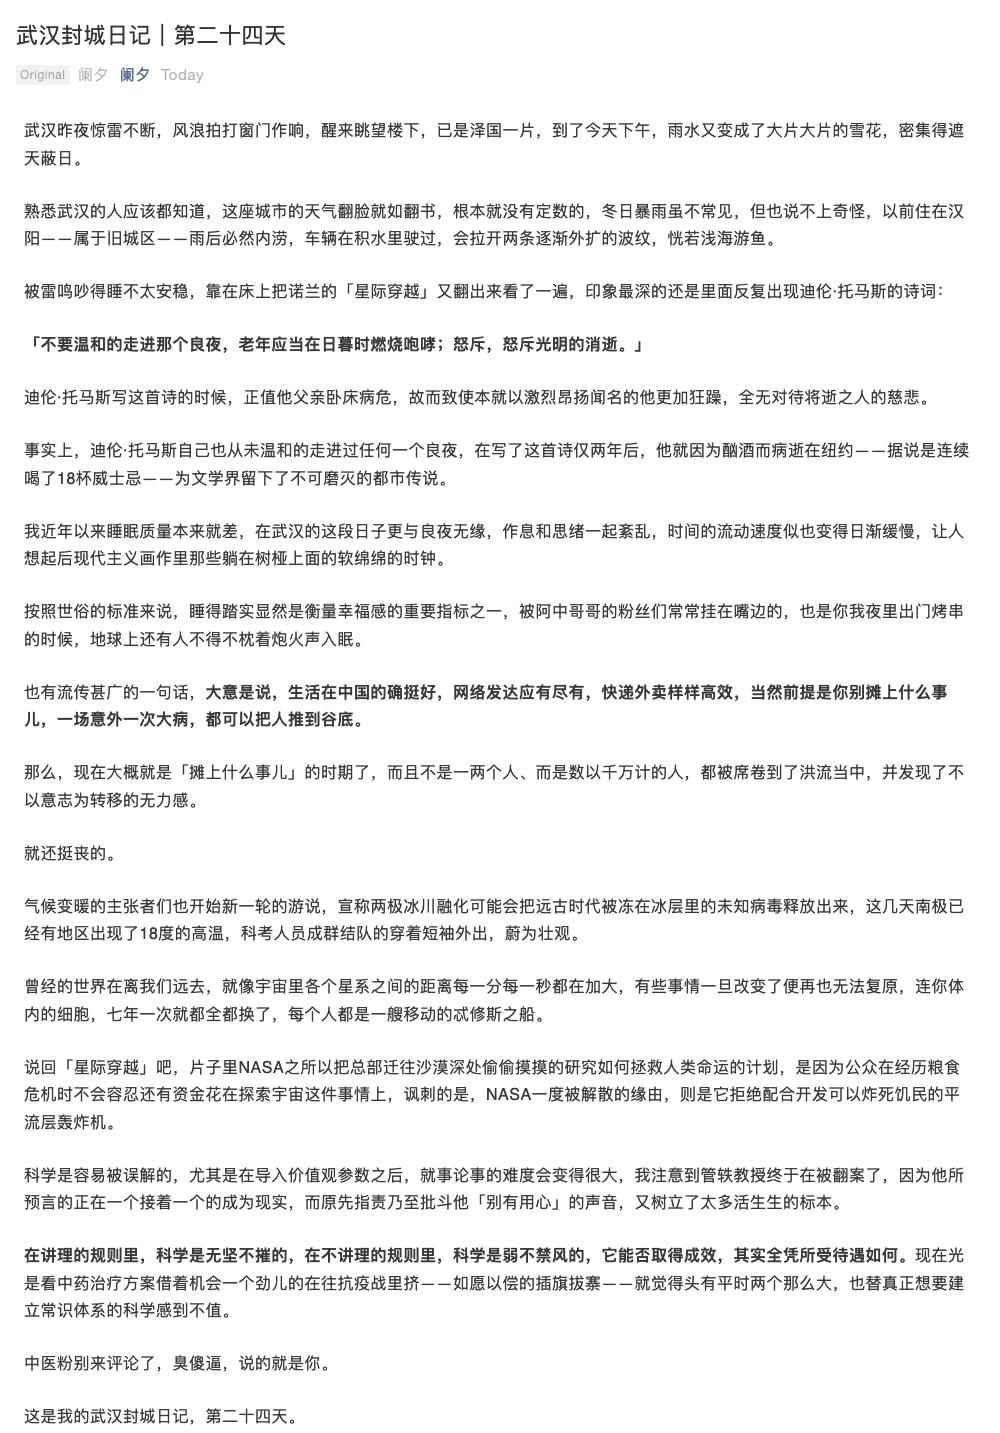 武汉封城日记 | 第二十四天
Original 阑夕 阑夕 Today
武汉昨夜惊雷不断，风浪拍打窗门作响，醒来眺望楼下，已是泽国一片，到了今天下午，雨水又变成了大片大片的雪花，密集得遮
天蔽日。
熟悉武汉的人应该都知道，这座城市的天气翻脸就如翻书，根本就没有定数的，冬日暴雨虽不常见，但也说不上奇怪，以前住在汉
阳——属于旧城区——雨后必然内涝，车辆在积水里驶过，会拉开两条逐渐外扩的波纹，恍若浅海游鱼。
被雷鸣吵得睡不太安稳，靠在床上把诺兰的「星际穿越」又翻出来看了一遍，印象最深的还是里面反复出现迪伦·托马斯的诗词：
「不要温和的走进那个良夜，老年应当在日暮时燃烧咆哮；怒斥，怒斥光明的消逝。」
迪伦·托马斯写这首诗的时候，正值他父亲卧床病危，故而致使本就以激烈昂扬闻名的他更加狂躁，全无对待将逝之人的慈悲。
事实上，迪伦·托马斯自己也从未温和的走进过任何一个良夜，在写了这首诗仅两年后，他就因为酗酒而病逝在纽约——据说是连续
喝了18杯威士忌——为文学界留下了不可磨灭的都市传说。
我近年以来睡眠质量本来就差，在武汉的这段日子更与良夜无缘，作息和思绪一起紊乱，时间的流动速度似也变得日渐缓慢，让人
想起后现代主义画作里那些躺在树桠上面的软绵绵的时钟。
按照世俗的标准来说，睡得踏实显然是衡量幸福感的重要指标之一，被阿中哥哥的粉丝们常常挂在嘴边的，也是你我夜里出门烤串
的时候，地球上还有人不得不枕着炮火声入眠。
也有流传甚广的一句话，大意是说，生活在中国的确挺好，网络发达应有尽有，快递外卖样样高效，当然前提是你别摊上什么事
儿，一场意外一次大病，都可以把人推到谷底。
那么，现在大概就是「摊上什么事儿」的时期了，而且不是一两个人、而是数以千万计的人，都被席卷到了洪流当中，并发现了不
以意志为转移的无力感。
就还挺丧的。
气候变暖的主张者们也开始新一轮的游说，宣称两极冰川融化可能会把远古时代被冻在冰层里的未知病毒释放出来，这几天南极已
经有地区出现了18度的高温，科考人员成群结队的穿着短袖外出，蔚为壮观。
曾经的世界在离我们远去，就像宇宙里各个星系之间的距离每一分每一秒都在加大，有些事情一旦改变了便再也无法复原，连你体
内的细胞，七年一次就都全都换了，每个人都是一艘移动的忒修斯之船。
说回「星际穿越」吧，片子里NASA之所以把总部迁往沙漠深处偷偷摸摸的研究如何拯救人类命运的计划，是因为公众在经历粮食
危机时不会容忍还有资金花在探索宇宙这件事情上，讽刺的是，NASA一度被解散的缘由，则是它拒绝配合开发可以炸死饥民的平
流层轰炸机。
科学是容易被误解的，尤其是在导入价值观参数之后，就事论事的难度会变得很大，我注意到管轶教授终于在被翻案了，因为他所
预言的正在一个接着一个的成为现实，而原先指责乃至批斗他「别有用心」的声音，又树立了太多活生生的标本。
在讲理的规则里，科学是无坚不摧的，在不讲理的规则里，科学是弱不禁风的，它能否取得成效，其实全凭所受待遇如何。现在光
是看中药治疗方案借着机会一个劲儿的在往抗疫战里挤——如愿以偿的插旗拔寨——就觉得头有平时两个那么大，也替真正想要建
立常识体系的科学感到不值。
中医粉别来评论了，臭傻逼，说的就是你。
这是我的武汉封城日记，第二十四天。